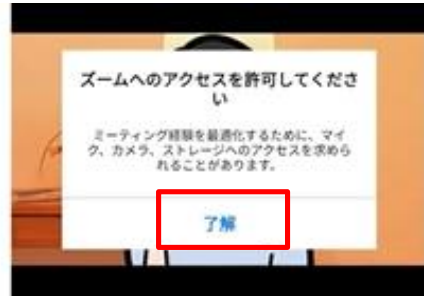 ズームへのアクセスを許可してくださ
い
ミーティング経験を最適化するために、マイ
ク、カメラ、ストレージへのアクセスを求めら
れることがあります。
了解